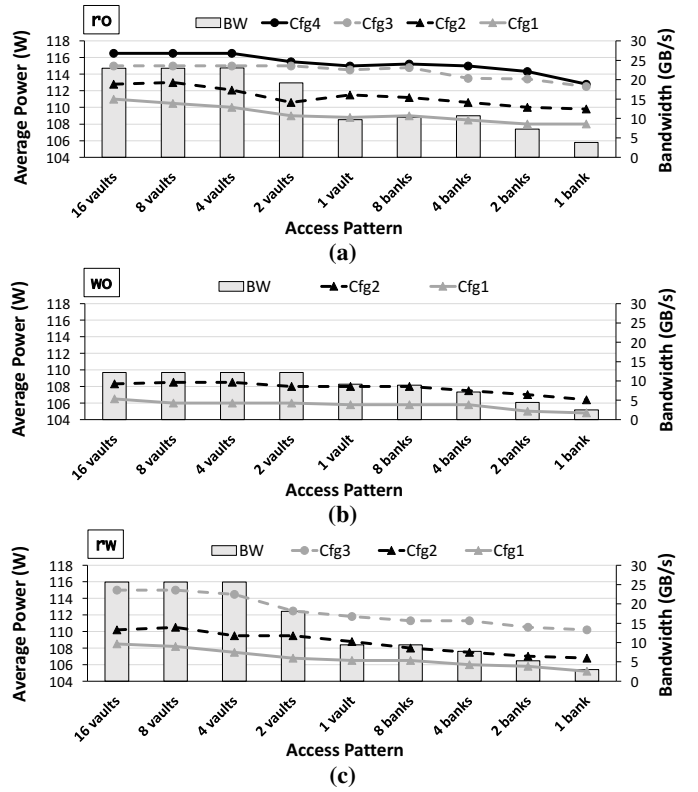 ro
BW Cfg4 Cfg3 Cfg2 Cfg1
Average Power (W)
118
116
114
112
110
108
106
104
30
25
20
15
10
5
0
Bandwidth (GB/s)
16 vaults 8 vaults 4 vaults 2 vaults 1 vault 8 banks 4 banks 2 banks 1 bank
Access Pattern
(a)
wo
BW Cfg2 Cfg1
Average Power (W)
118
116
114
112
110
108
106
104
30
25
20
15
10
5
0
Bandwidth (GB/s)
16 vaults 8 vaults 4 vaults 2 vaults 1 vault 8 banks 4 banks 2 banks 1 bank
Access Pattern
(b)
rw
BW Cfg3 Cfg2 Cfg1
Average Power (W)
118
116
114
112
110
108
106
104
30
25
20
15
10
5
0
Bandwidth (GB/s)
16 vaults 8 vaults 4 vaults 2 vaults 1 vault 8 banks 4 banks 2 banks 1 bank
Access Pattern
(c)